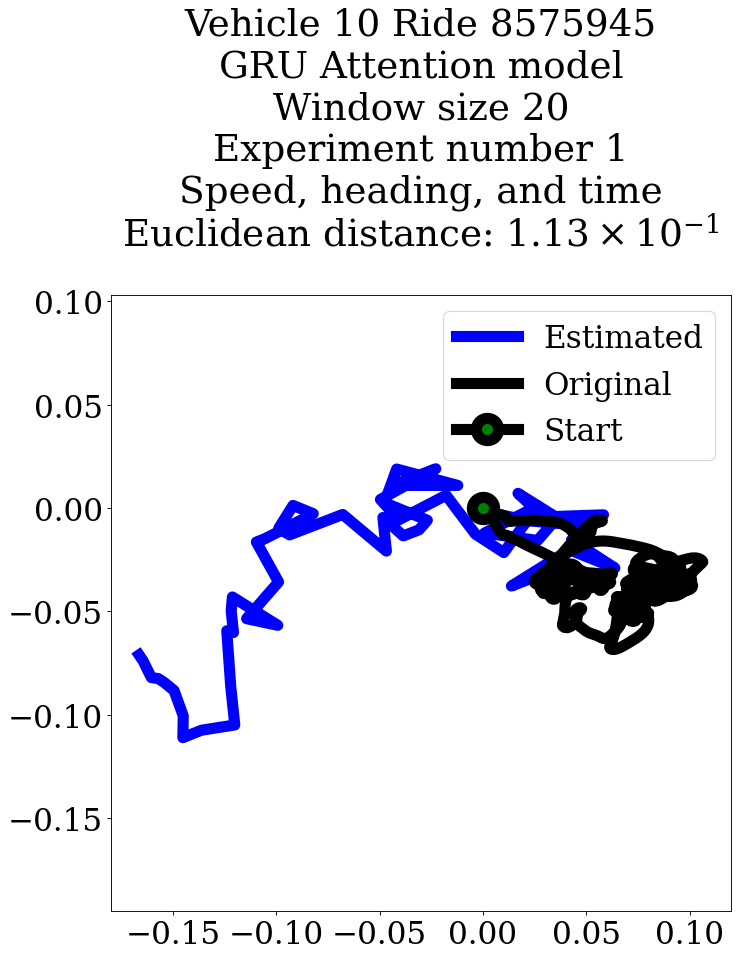 Vehicle 10 Ride 8575945
GRU Attention model
Window size 20
Experiment number 1
Speed, heading, and time
Euclidean distance: 1.13 × 10⁻¹
Estimated
Original
Start
0.10
0.05
0.00
−0.05
−0.10
−0.15
−0.15 −0.10 −0.05 0.00 0.05 0.10